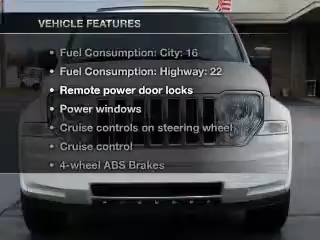 VEHICLE FEATURES
• Fuel Consumption: City: 16
• Fuel Consumption: Highway: 22
• Remote power door locks
• Power windows
• Cruise controls on steering wheel
• Cruise control
• 4-wheel ABS Brakes